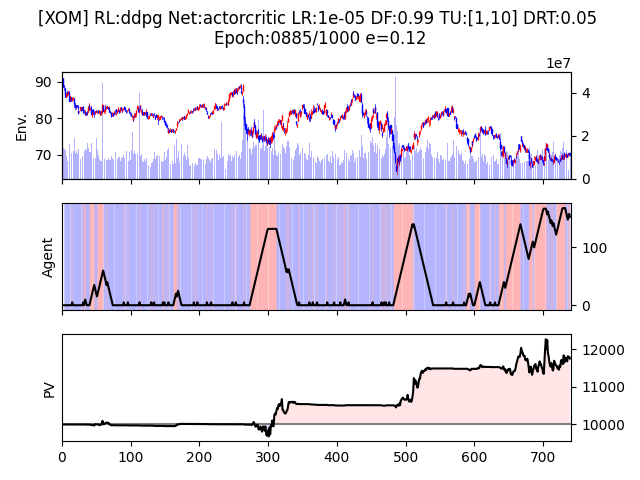 [XOM] RL:ddpg Net:actorcritic LR:1e-05 DF:0.99 TU:[1,10] DRT:0.05
Epoch:0885/1000 e=0.12
1e7
Env.
90
80
70
4
2
0
Agent
100
0
PV
12000
11000
10000
0 100 200 300 400 500 600 700